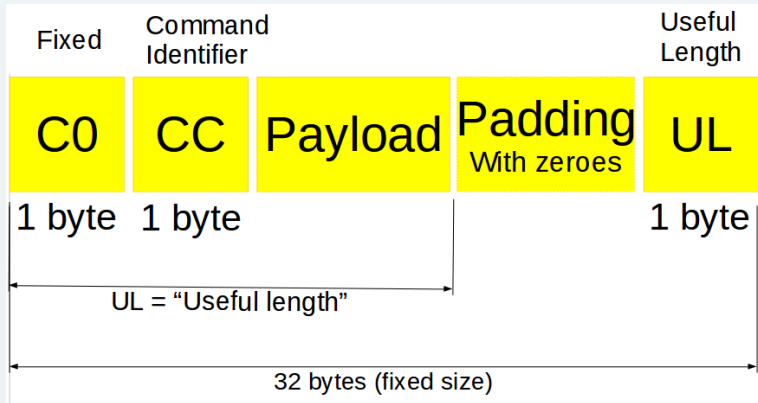 Fixed
Command
Identifier
Useful
Length
C0
CC
Payload
Padding
With zeroes
UL
1 byte
1 byte
1 byte
UL = “Useful length”
32 bytes (fixed size)